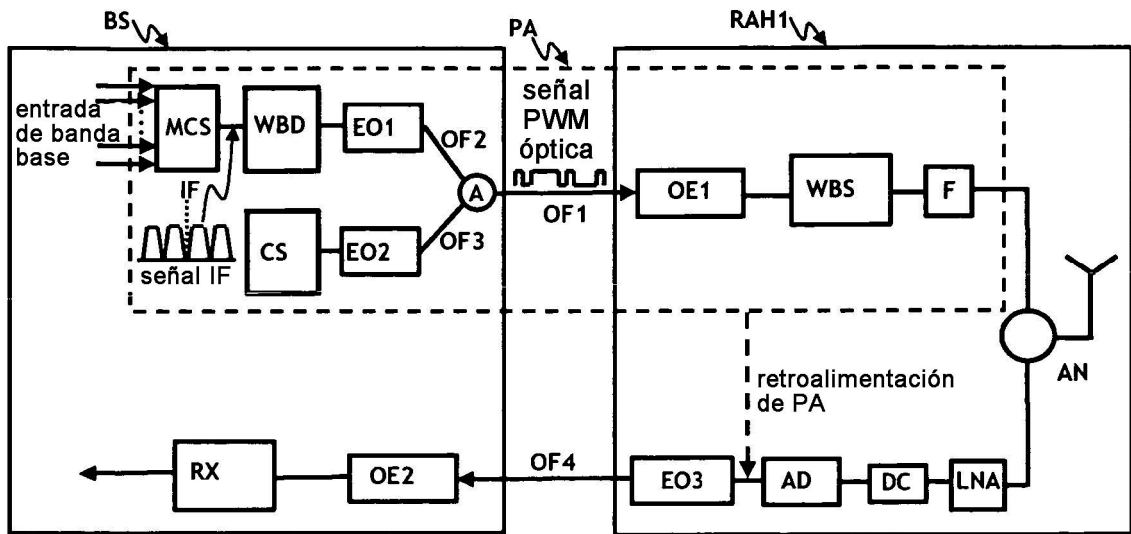 BS
PA
RAH1
entrada
de banda
base
MCS
WBD
EO1
OF2
señal
PWM
óptica
IF
señal IF
CS
EO2
OF3
A
OF1
OE1
WBS
F
AN
retroalimentación
de PA
RX
OE2
OF4
EO3
AD
DC
LNA